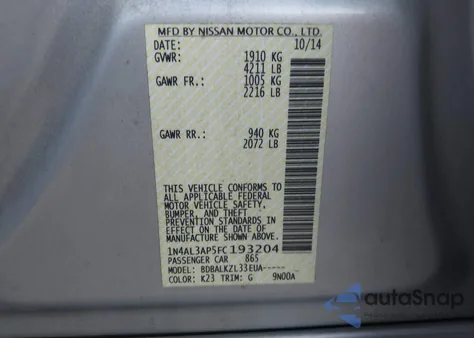 MFD BY NISSAN MOTOR CO., LTD.
DATE: 10/14
GVWR: 1910 KG
4211 LB
GAWR FR.: 1005 KG
2216 LB
GAWR RR.: 940 KG
2072 LB
THIS VEHICLE CONFORMS TO
ALL APPLICABLE FEDERAL
MOTOR VEHICLE SAFETY,
BUMPER, AND THEFT
PREVENTION STANDARDS IN
EFFECT ON THE DATE OF
MANUFACTURE SHOWN ABOVE.
1N4AL3AP5FC193204
PASSENGER CAR 865
MODEL: BDBALKZL33EUA-----
COLOR: K23 TRIM: G 9N00A
autoSnap